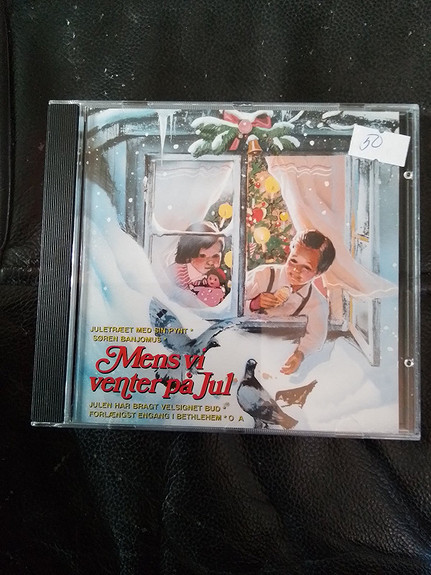 50
JULETRÆET MED SIN PYNT *
SØREN BANJOMUS *
Mens vi
venter på Jul
JULEN HAR BRAGT VELSIGNET BUD *
FORLÆNGST ENGANG I BETHLEHEM * O A